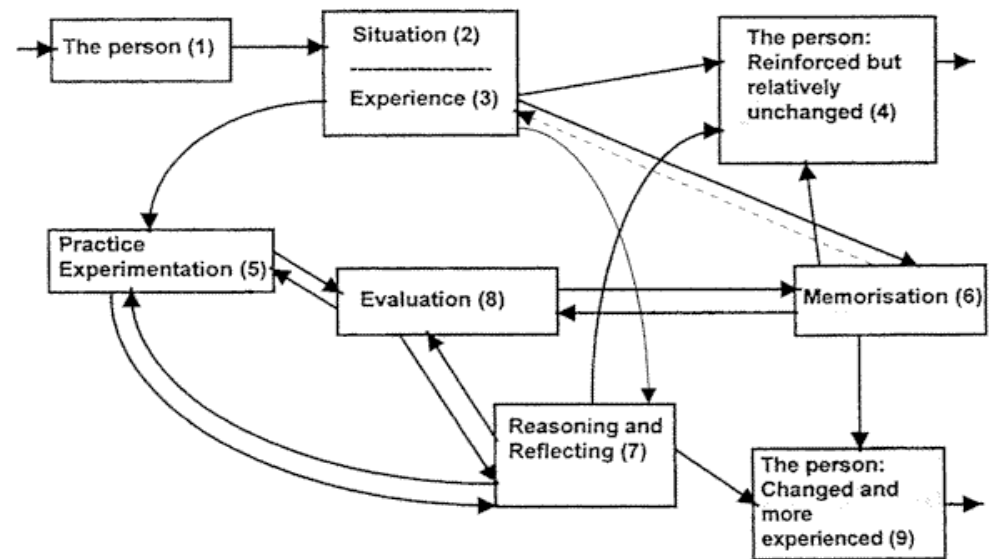 The person (1)
Situation (2)
Experience (3)
The person:
Reinforced but
relatively
unchanged (4)
Practice
Experimentation (5)
Evaluation (8)
Memorisation (6)
Reasoning and
Reflecting (7)
The person:
Changed and
more
experienced (9)